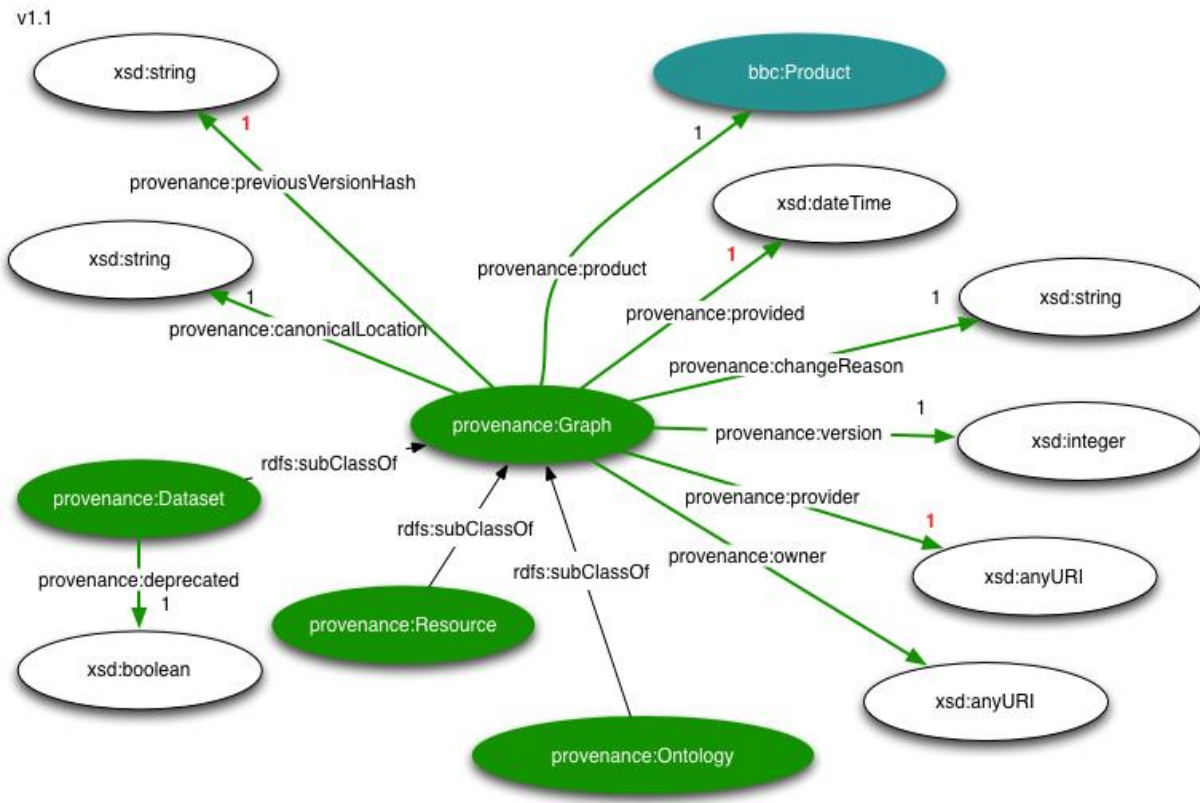 v1.1
xsd:string
bbc:Product
1
1
provenance:previousVersionHash
xsd:dateTime
xsd:string
1
provenance:product
1
xsd:string
1
provenance:provided
provenance:canonicalLocation
provenance:changeReason
1
provenance:Graph
provenance:version
xsd:integer
rdfs:subClassOf
provenance:Dataset
provenance:provider
1
rdfs:subClassOf
provenance:owner
rdfs:subClassOf
provenance:deprecated
xsd:anyURI
1
provenance:Resource
xsd:boolean
xsd:anyURI
provenance:Ontology